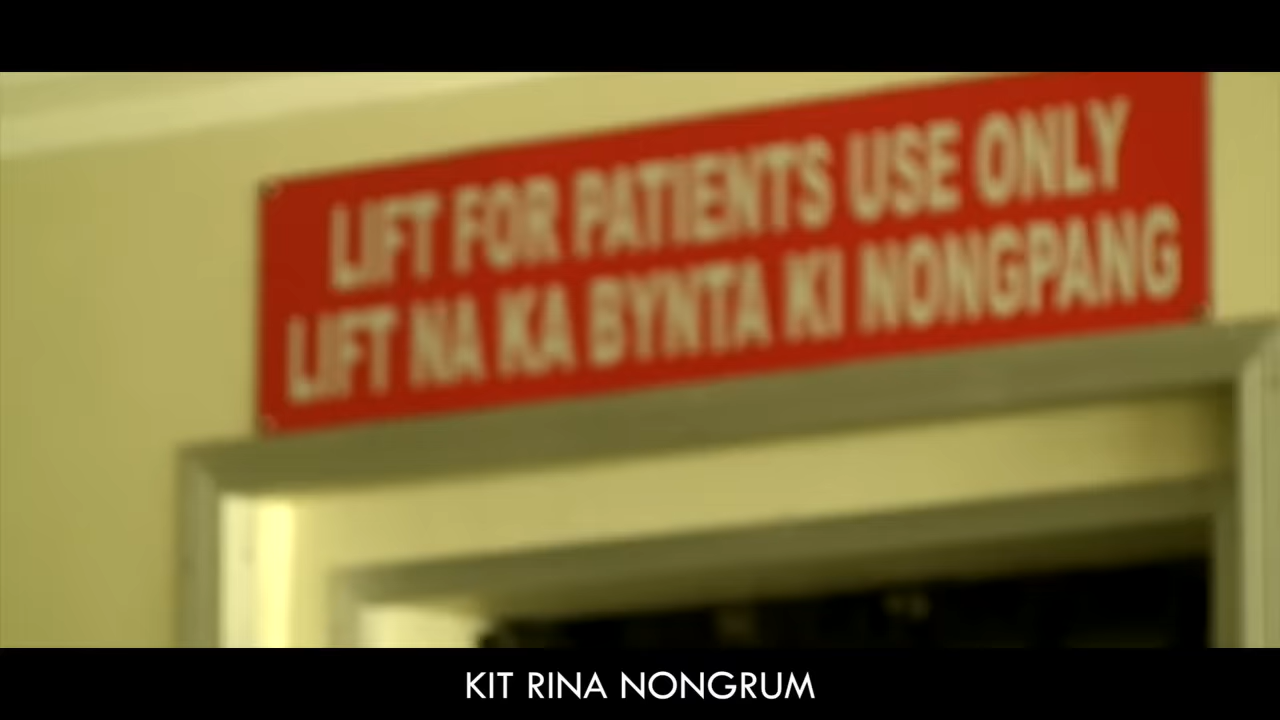 LIFT FOR PATIENTS USE ONLY
LIFT NA KA BYNTA KI NONGPANG
KIT RINA NONGRUM